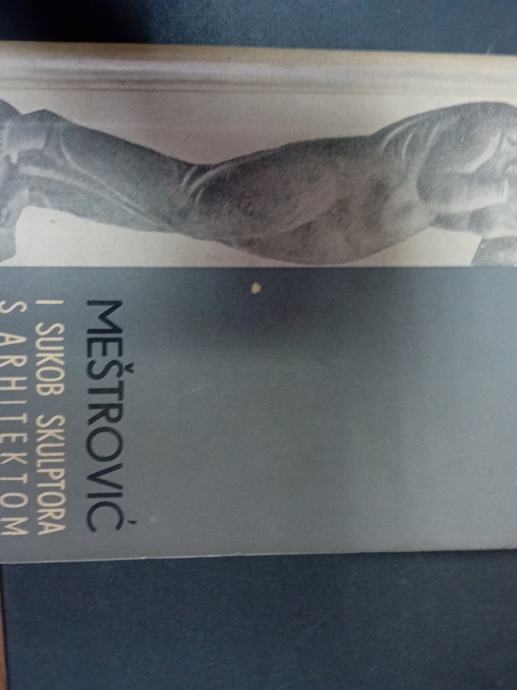 MEŠTROVIĆ
I SUKOB SKULPTORA
S ARHITEKTOM